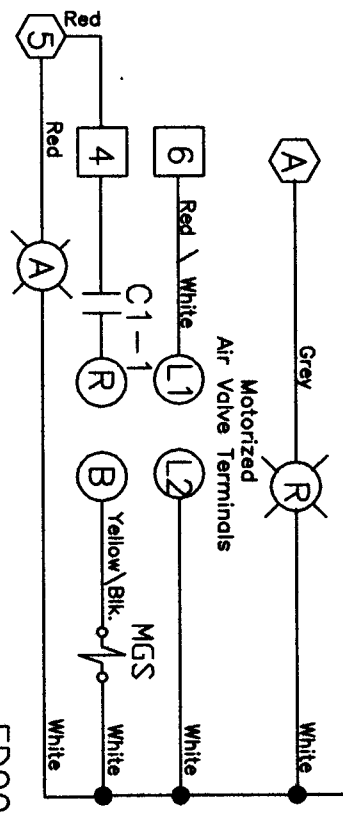 A
Grey
R
White
Motorized
Air Valve Terminals
6
Red \ White
L1
L2
White
C1-1
MGS
4
R
B
Yellow\Blk.
White
Red
5
Red
A
White